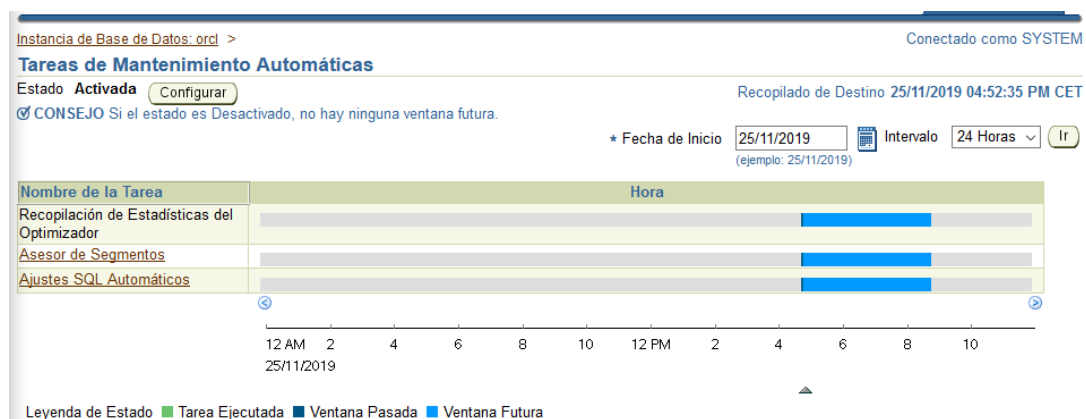 Instancia de Base de Datos: orcl >
Conectado como SYSTEM
Tareas de Mantenimiento Automáticas
Estado Activada Configurar
Recopilado de Destino 25/11/2019 04:52:35 PM CET
CONSEJO Si el estado es Desactivado, no hay ninguna ventana futura.
* Fecha de Inicio 25/11/2019 Intervalo 24 Horas Ir
(ejemplo: 25/11/2019)
Nombre de la Tarea Hora
Recopilación de Estadísticas del
Optimizador
Asesor de Segmentos
Ajustes SQL Automáticos
12 AM 2 4 6 8 10 12 PM 2 4 6 8 10
25/11/2019
Leyenda de Estado Tarea Ejecutada Ventana Pasada Ventana Futura